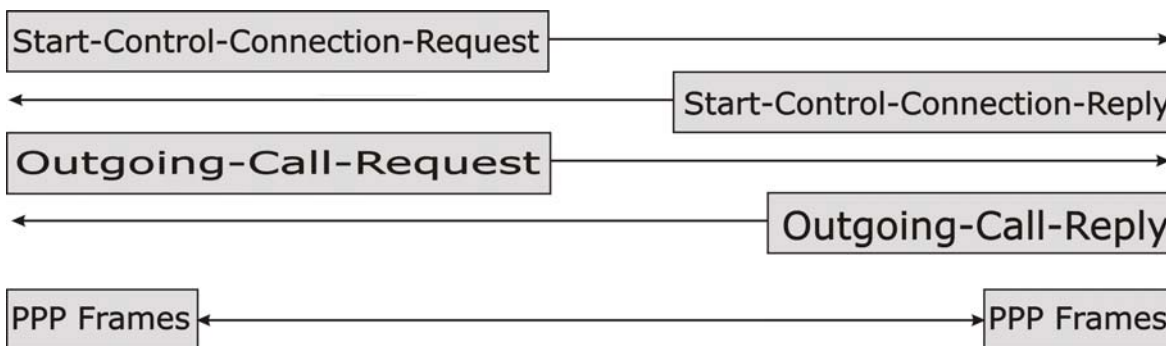 Start-Control-Connection-Request
Start-Control-Connection-Reply
Outgoing-Call-Request
Outgoing-Call-Reply
PPP Frames
PPP Frames